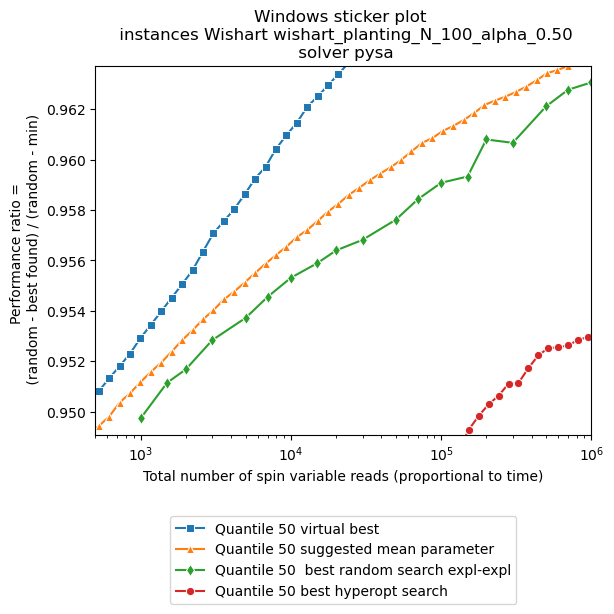 Windows sticker plot
instances Wishart wishart_planting_N_100_alpha_0.50
solver pysa
Performance ratio =
(random - best found) / (random - min)
0.962
0.960
0.958
0.956
0.954
0.952
0.950
10³ 10⁴ 10⁵ 10⁶
Total number of spin variable reads (proportional to time)
Quantile 50 virtual best
Quantile 50 suggested mean parameter
Quantile 50  best random search expl-expl
Quantile 50 best hyperopt search